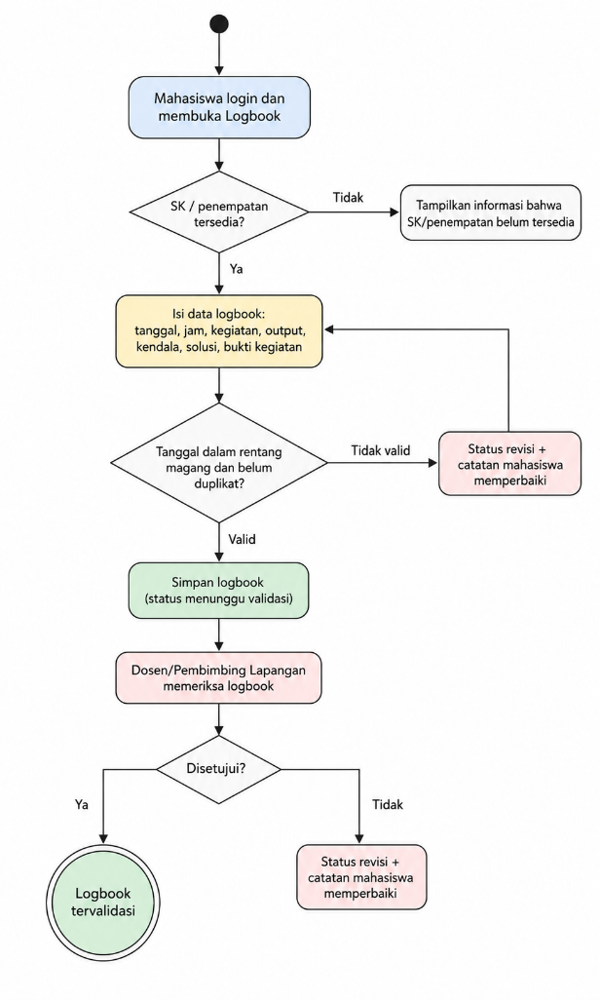 Mahasiswa login dan
membuka Logbook
SK / penempatan
tersedia?
Tidak
Tampilkan informasi bahwa
SK/penempatan belum tersedia
Ya
Isi data logbook:
tanggal, jam, kegiatan, output,
kendala, solusi, bukti kegiatan
Tanggal dalam rentang
magang dan belum
duplikat?
Tidak valid
Status revisi +
catatan mahasiswa
memperbaiki
Valid
Simpan logbook
(status menunggu validasi)
Dosen/Pembimbing Lapangan
memeriksa logbook
Disetujui?
Ya
Tidak
Logbook
tervalidasi
Status revisi +
catatan mahasiswa
memperbaiki